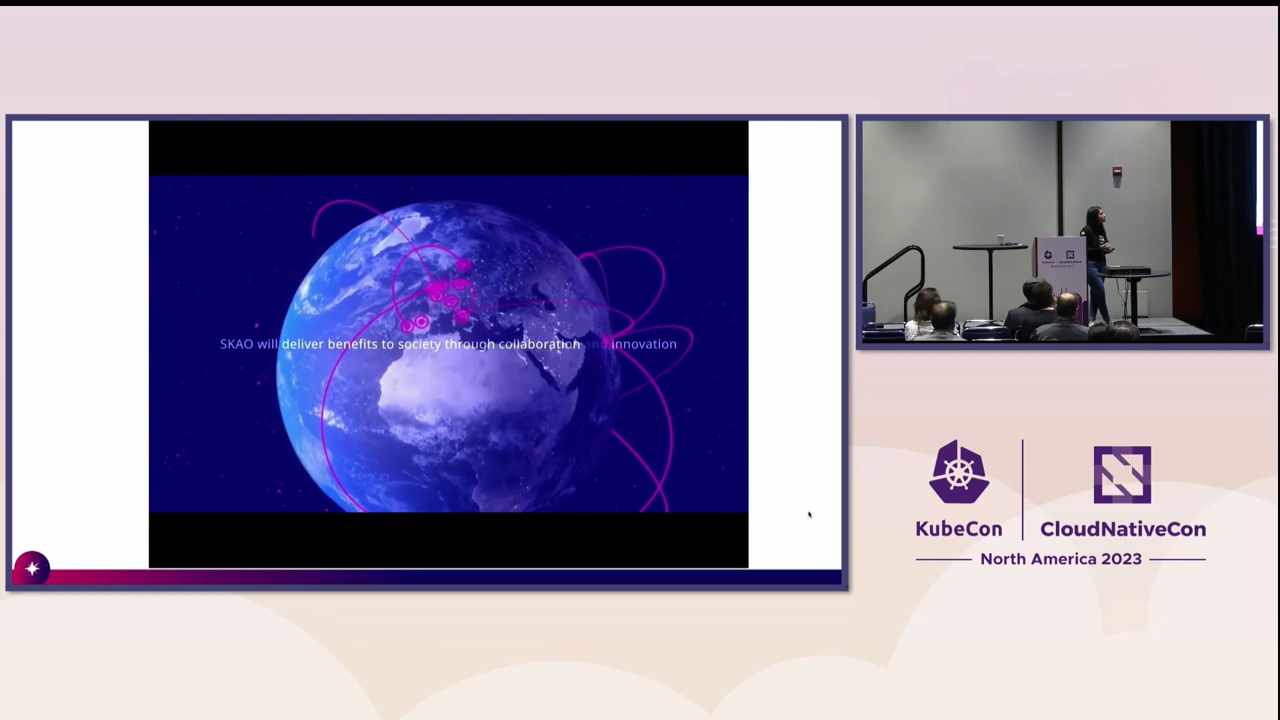 SKAO will deliver benefits to society through collaboration and innovation
KubeCon
CloudNativeCon
North America 2023